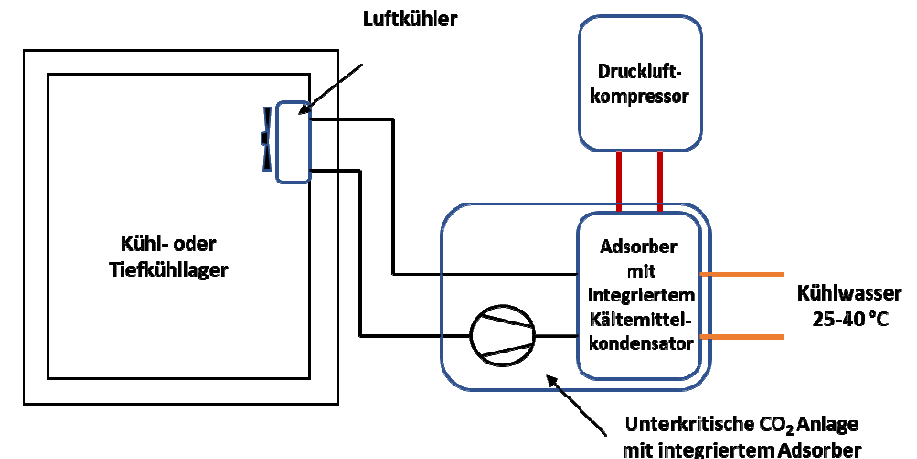 Luftkühler
Druckluft-
kompressor
Kühl- oder
Tiefkühllager
Adsorber
mit
integriertem
Kältemittel-
kondensator
Kühlwasser
25-40 °C
Unterkritische CO₂ Anlage
mit integriertem Adsorber